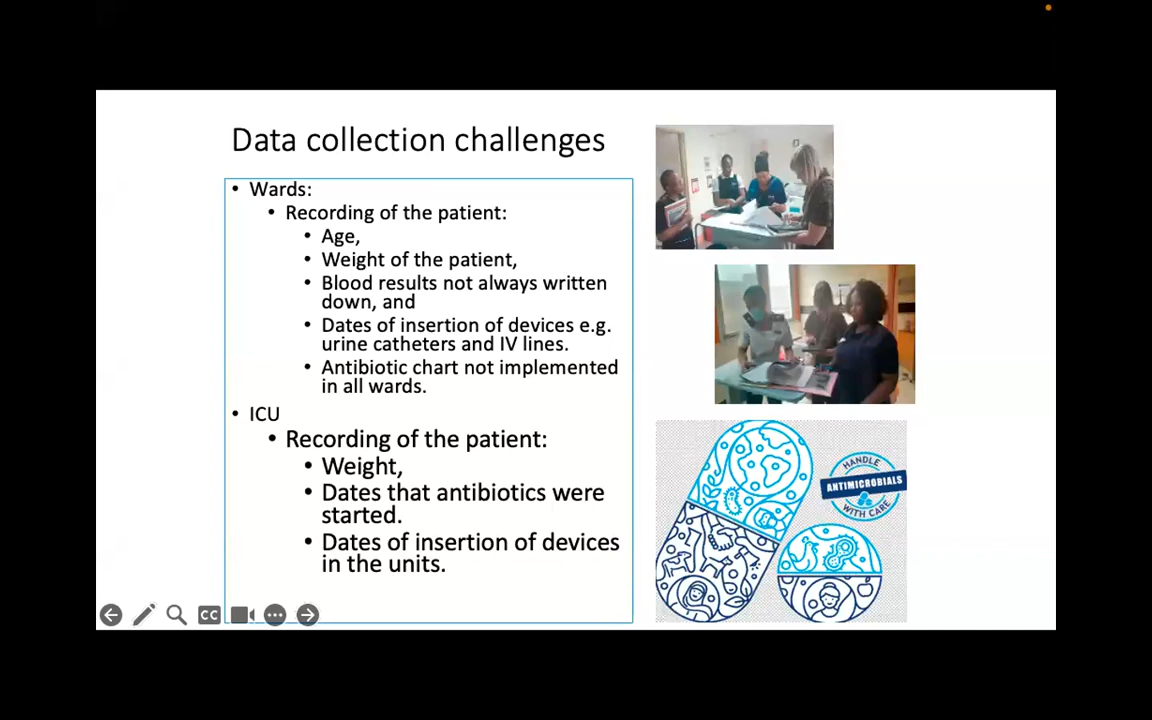 Data collection challenges
• Wards:
• Recording of the patient:
• Age,
• Weight of the patient,
• Blood results not always written
down, and
• Dates of insertion of devices e.g.
urine catheters and IV lines.
• Antibiotic chart not implemented
in all wards.
• ICU
• Recording of the patient:
• Weight,
• Dates that antibiotics were
started.
• Dates of insertion of devices
in the units.
HANDLE
ANTIMICROBIALS
WITH CARE
CC